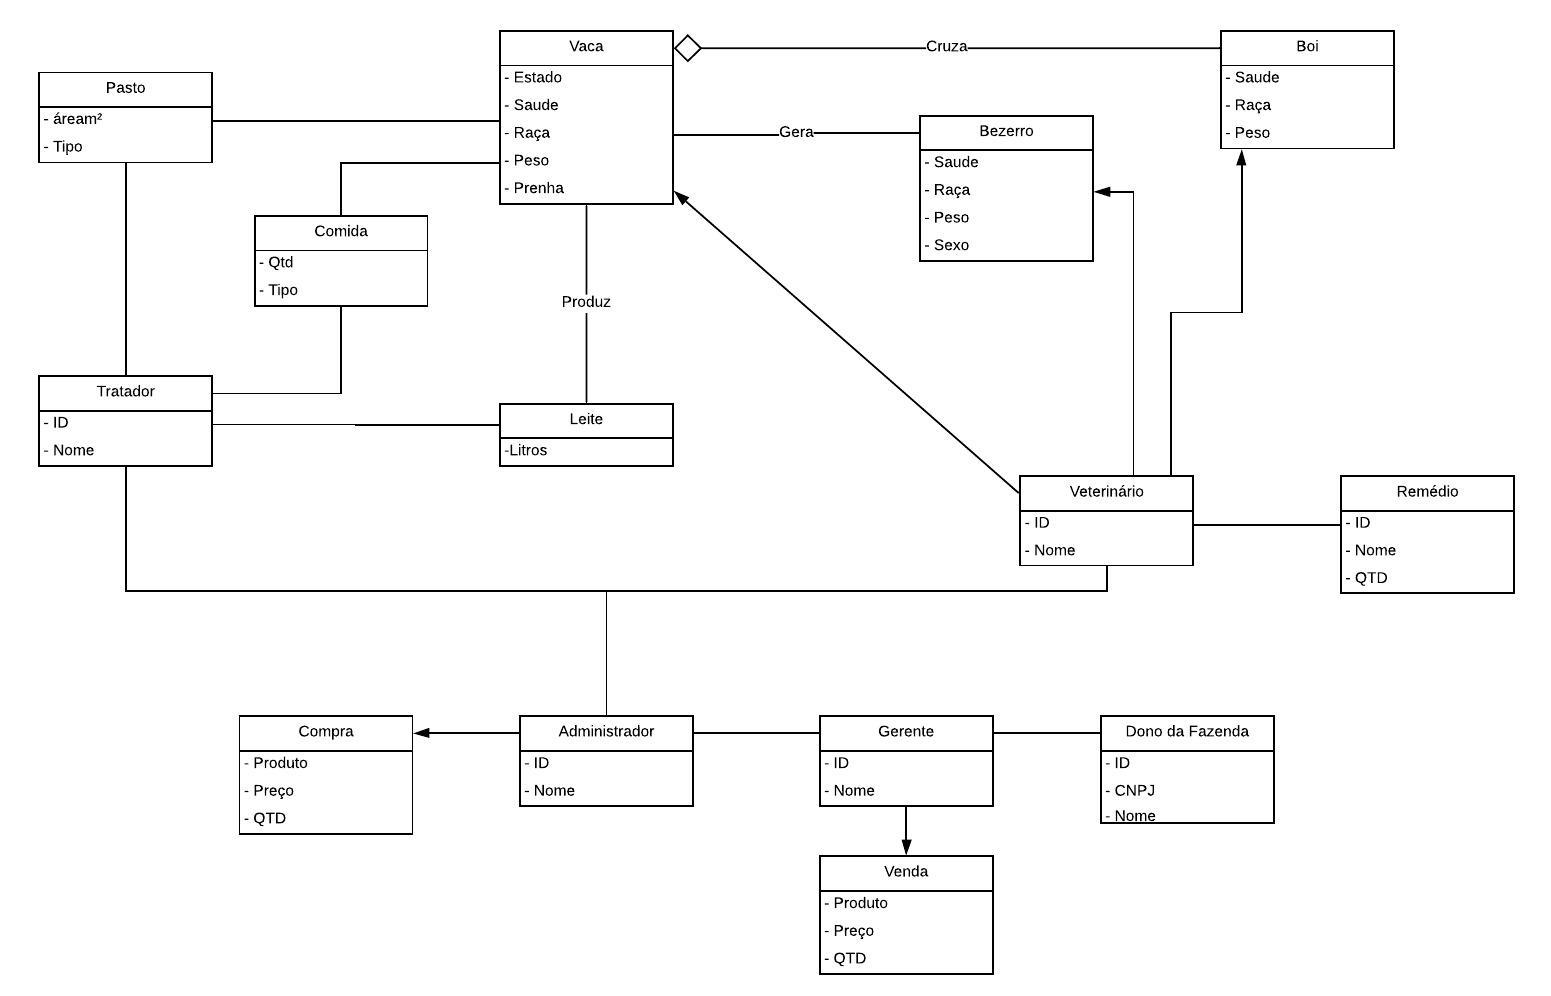 Vaca
- Estado
- Saude
- Raça
- Peso
- Prenha
Cruza
Boi
- Saude
- Raça
- Peso
Pasto
- áream²
- Tipo
Gera
Bezerro
- Saude
- Raça
- Peso
- Sexo
Comida
- Qtd
- Tipo
Produz
Tratador
- ID
- Nome
Leite
-Litros
Veterinário
- ID
- Nome
Remédio
- ID
- Nome
- QTD
Compra
- Produto
- Preço
- QTD
Administrador
- ID
- Nome
Gerente
- ID
- Nome
Dono da Fazenda
- ID
- CNPJ
- Nome
Venda
- Produto
- Preço
- QTD